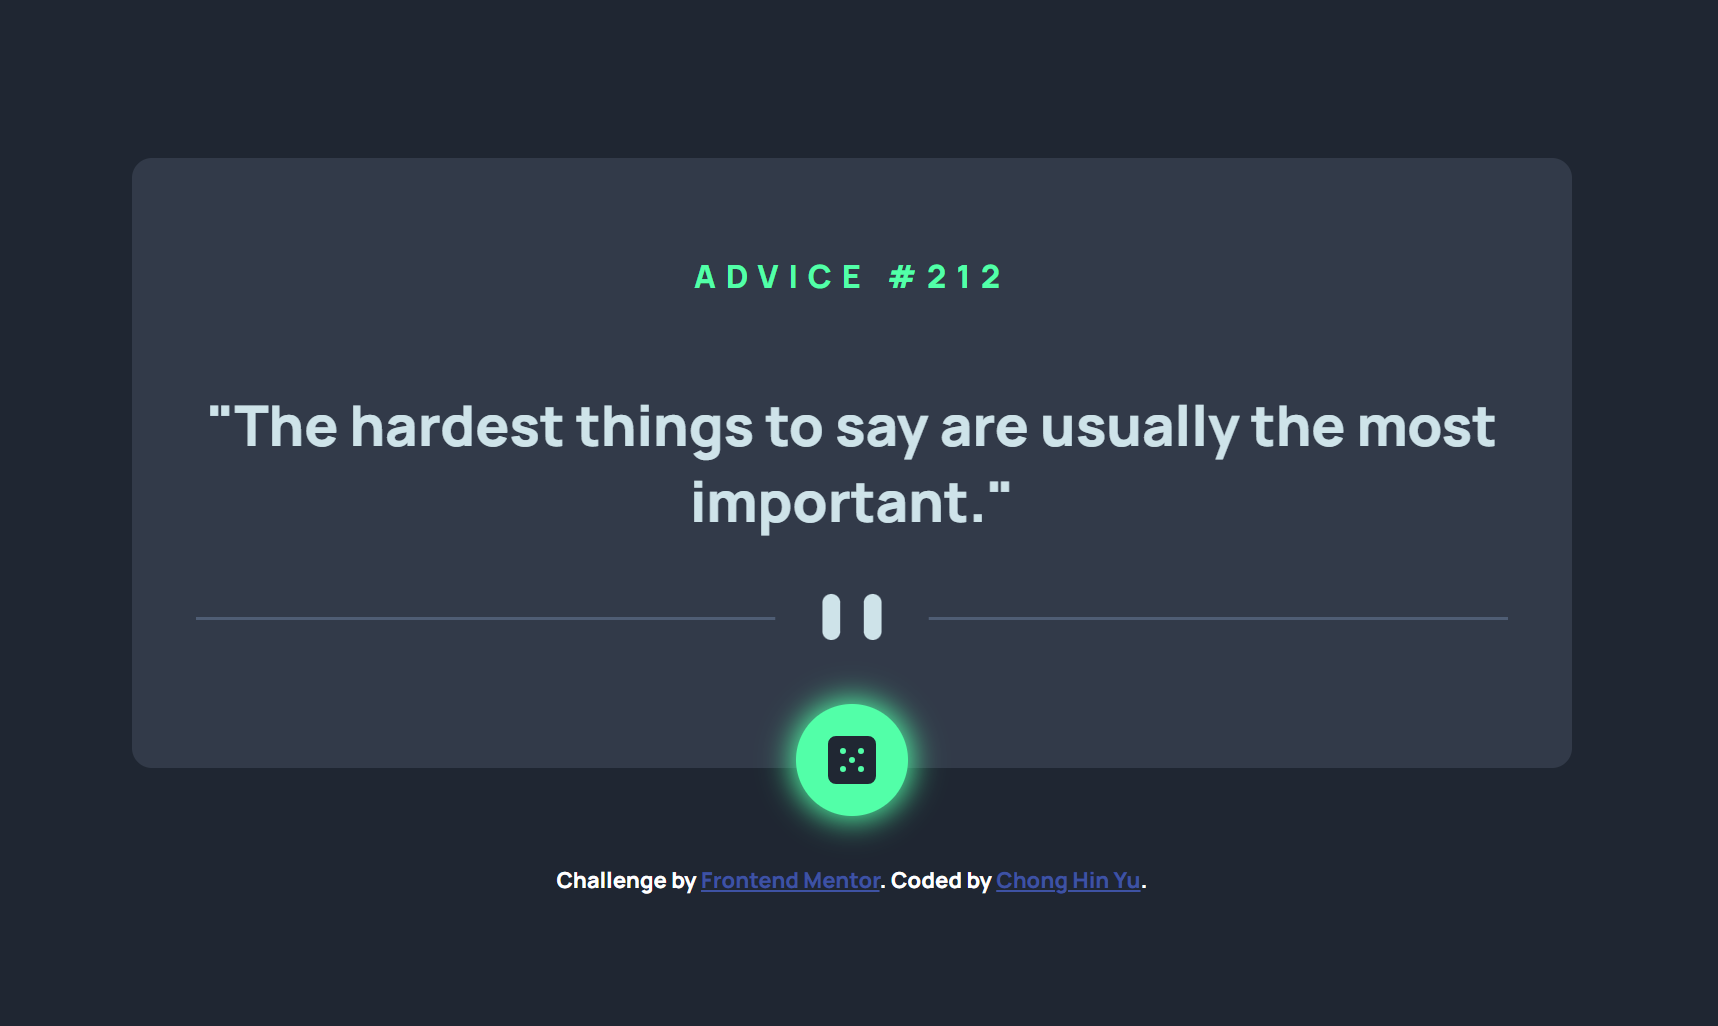 ADVICE #212
"The hardest things to say are usually the most
important."
Challenge by Frontend Mentor. Coded by Chong Hin Yu.